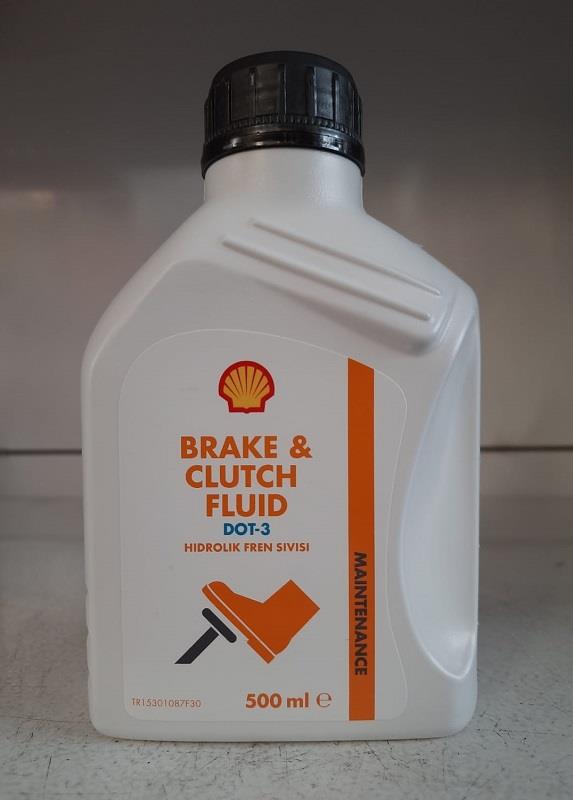 BRAKE &
CLUTCH
FLUID
DOT-3
HIDROLIK FREN SIVISI
MAINTENANCE
TR15301087F30
500 ml ℮